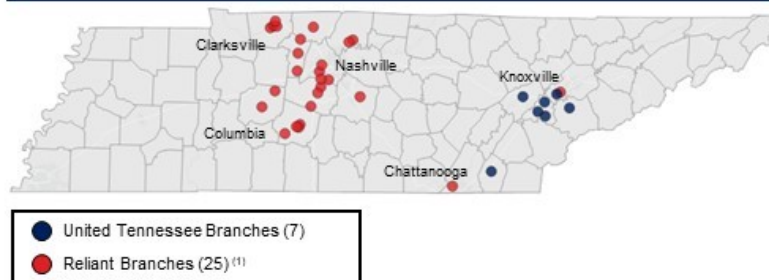 Clarksville
Nashville
Knoxville
Columbia
Chattanooga
United Tennessee Branches (7)
Reliant Branches (25) (1)